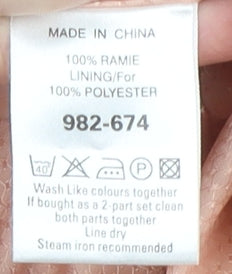 MADE IN CHINA
100% RAMIE
LINING/For
100% POLYESTER
982-674
40°
P
Wash Like colours together
If bought as a 2-part set clean
both parts together
Line dry
Steam iron recommended